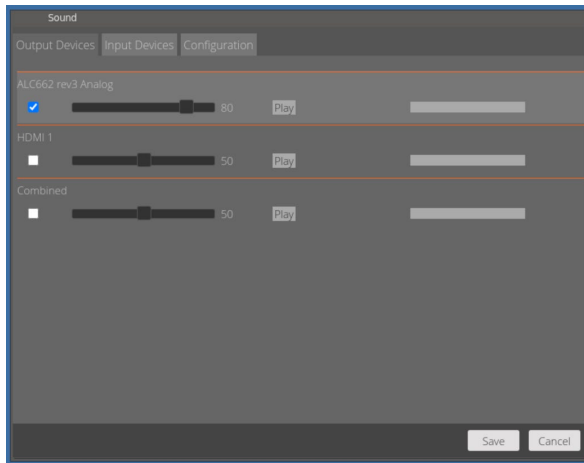 Sound
Output Devices Input Devices Configuration
ALC662 rev3 Analog
80 Play
HDMI 1
50 Play
Combined
50 Play
Save Cancel